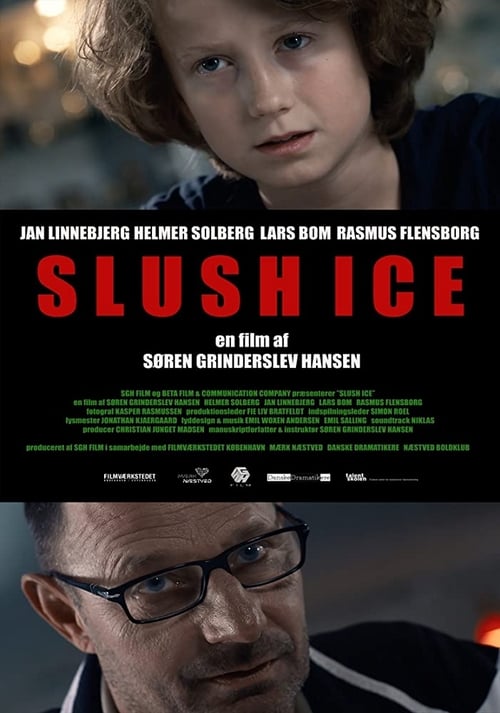 JAN LINNEBJERG HELMER SOLBERG LARS BOM RASMUS FLENSBORG
SLUSH ICE
en film af
SØREN GRINDERSLEV HANSEN
SGH FILM og BETA FILM & COMMUNICATION COMPANY præsenterer "SLUSH ICE"
en film af SØREN GRINDERSLEV HANSEN HELMER SOLBERG JAN LINNEBJERG LARS BOM RASMUS FLENSBORG
fotograf KASPER RASMUSSEN produktionsleder FIE LIV BRATFELDT indspilningsleder SIMON ROEL
lysmester JONATHAN KJAERGAARD lyddesign & musik EMIL WOXEN ANDERSEN EMIL SALLING soundtrack NIKLAS
producer CHRISTIAN JUNGET MADSEN manuskriptforfatter & instruktør SØREN GRINDERSLEV HANSEN
produceret af SGH FILM i samarbejde med FILMVÆRKSTEDET KØBENHAVN MÆRK NÆSTVED DANSKE DRAMATIKERE NÆSTVED BOLDKLUB
FILMVÆRKSTEDET NÆSTVED DanskeDramatikere talent skolen